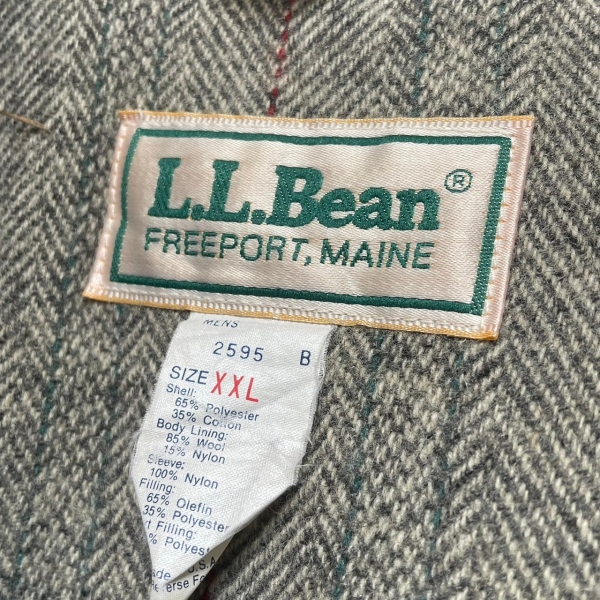 L.L.Bean®
FREEPORT, MAINE
MENS
2595 B
SIZE XXL
Shell:
65% Polyester
35% Cotton
Body Lining:
85% Wool
15% Nylon
Sleeve:
100% Nylon
Filling:
65% Olefin
35% Polyester
Filling:
% Polyest
U.S.A